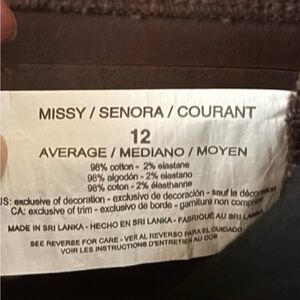 MISSY / SENORA / COURANT
12
AVERAGE / MEDIANO / MOYEN
98% cotton - 2% elastane
98% algodón - 2% elastano
98% coton - 2% élasthanne
US: exclusive of decoration - exclusivo de decoración - sauf la décoration
CA: exclusive of trim - exclusivo de borde - garniture non comprise
MADE IN SRI LANKA - HECHO EN SRI LANKA - FABRIQUÉ AU SRI LANKA
SEE REVERSE FOR CARE - VER AL REVERSO PARA EL CUIDADO
VOIR LES INSTRUCTIONS D'ENTRETIEN AU DOS